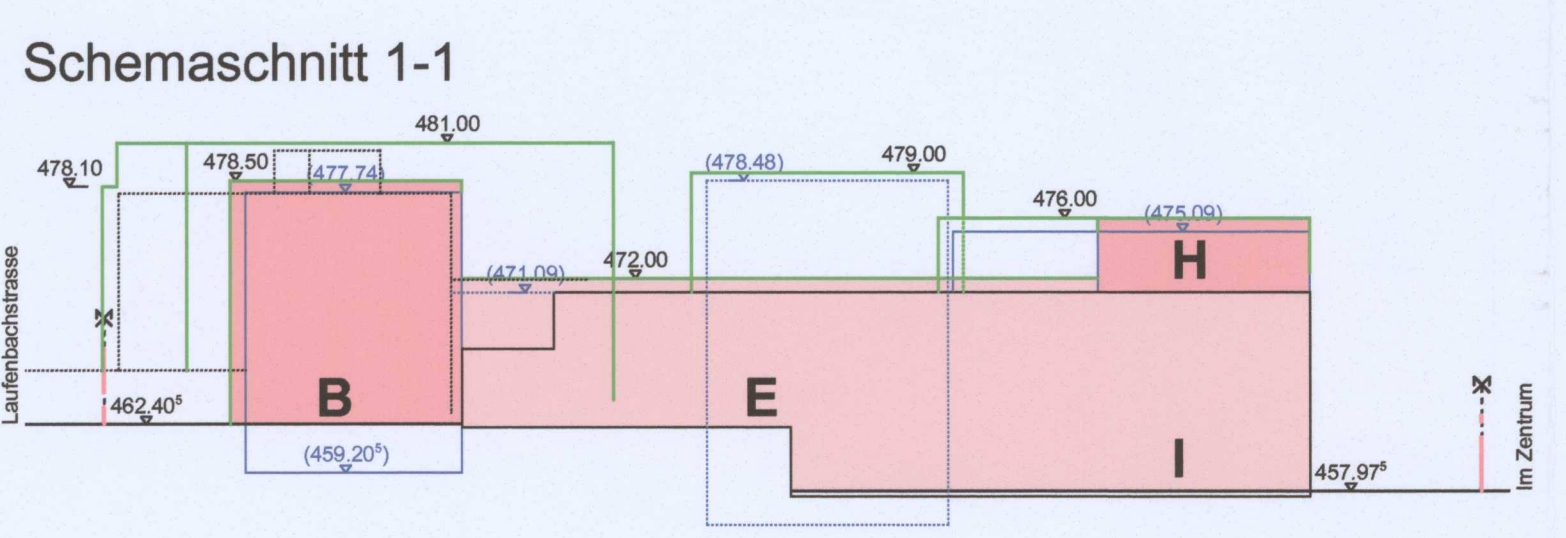 Schemaschnitt 1-1
481.00
478.10
478.50
(477.74)
(478.48)
479.00
476.00
(475.09)
(471.09)
472.00
H
B
E
I
462.40⁵
(459.20⁵)
457.97⁵
Laufenbachstrasse
Im Zentrum